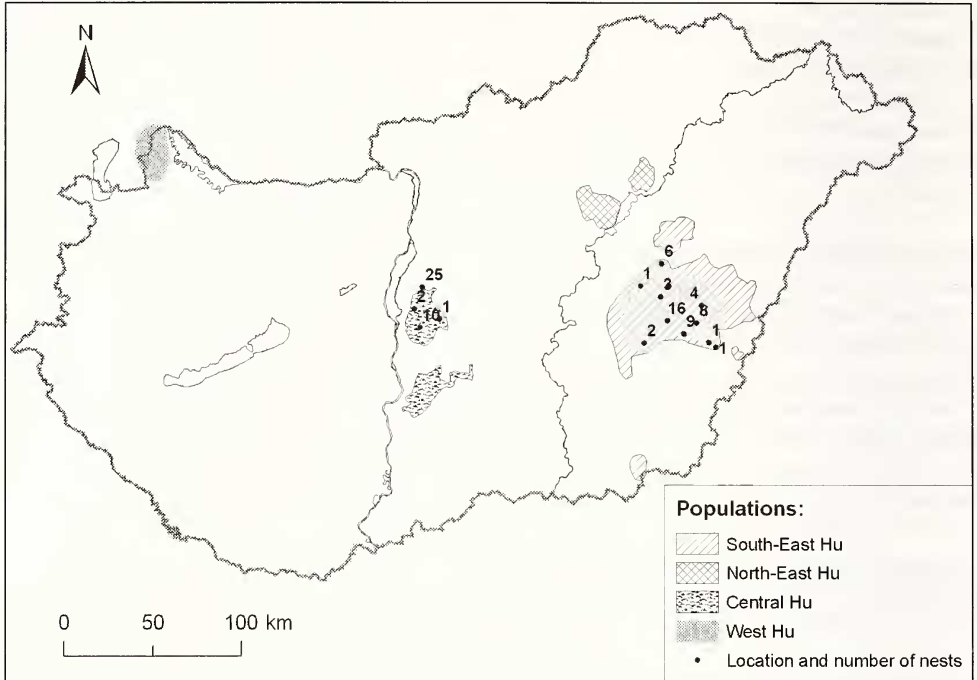 N
25
2
1
10
6
1
3
4
16
8
9
2
1
1
Populations:
South-East Hu
North-East Hu
Central Hu
West Hu
Location and number of nests
0 50 100 km